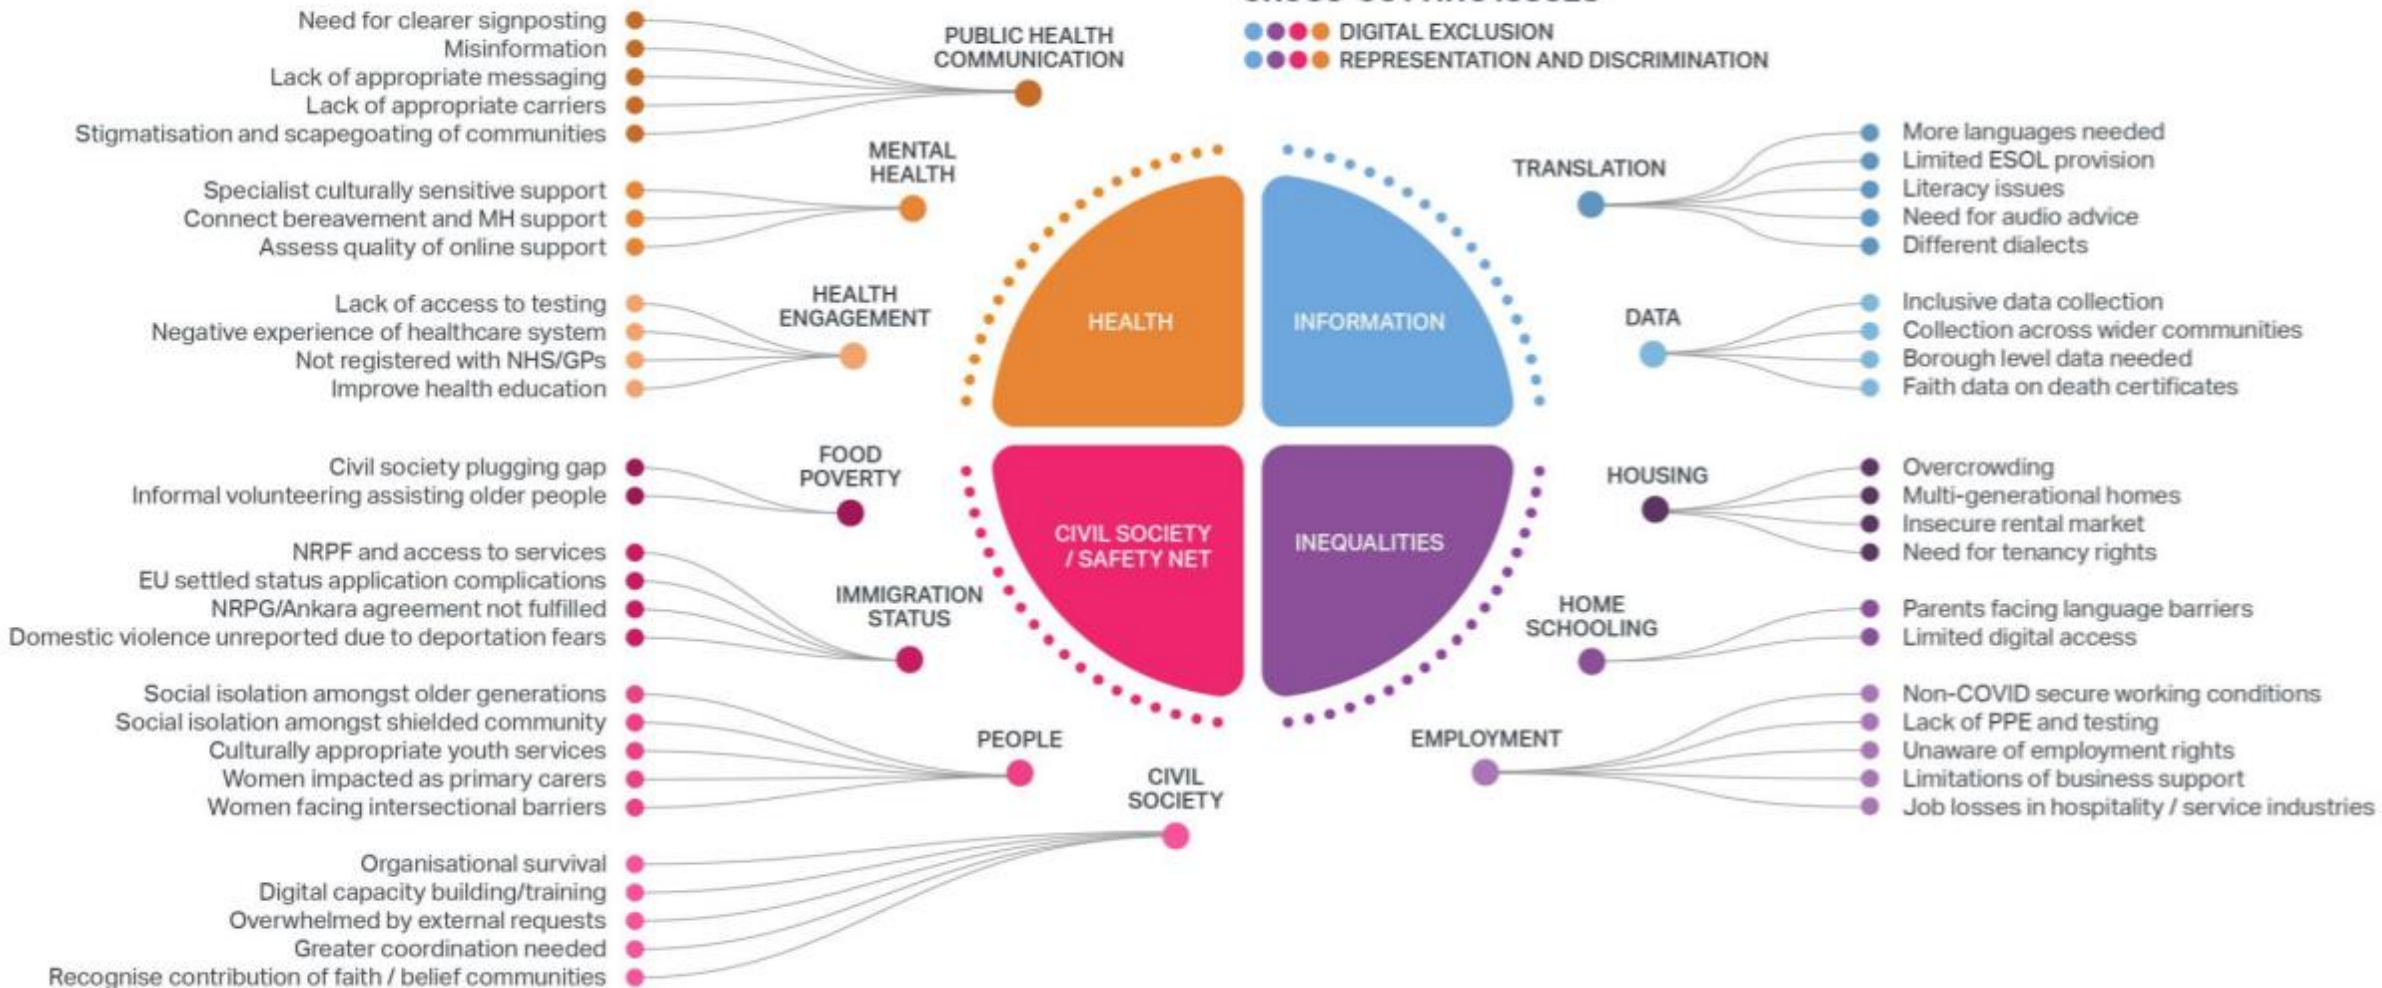 DIGITAL EXCLUSION
REPRESENTATION AND DISCRIMINATION
PUBLIC HEALTH
COMMUNICATION
Need for clearer signposting
Misinformation
Lack of appropriate messaging
Lack of appropriate carriers
Stigmatisation and scapegoating of communities
MENTAL
HEALTH
Specialist culturally sensitive support
Connect bereavement and MH support
Assess quality of online support
HEALTH
ENGAGEMENT
Lack of access to testing
Negative experience of healthcare system
Not registered with NHS/GPs
Improve health education
FOOD
POVERTY
Civil society plugging gap
Informal volunteering assisting older people
IMMIGRATION
STATUS
NRPF and access to services
EU settled status application complications
NRPG/Ankara agreement not fulfilled
Domestic violence unreported due to deportation fears
PEOPLE
Social isolation amongst older generations
Social isolation amongst shielded community
Culturally appropriate youth services
Women impacted as primary carers
Women facing intersectional barriers
CIVIL
SOCIETY
Organisational survival
Digital capacity building/training
Overwhelmed by external requests
Greater coordination needed
Recognise contribution of faith / belief communities
HEALTH
INFORMATION
CIVIL SOCIETY
/ SAFETY NET
INEQUALITIES
TRANSLATION
More languages needed
Limited ESOL provision
Literacy issues
Need for audio advice
Different dialects
DATA
Inclusive data collection
Collection across wider communities
Borough level data needed
Faith data on death certificates
HOUSING
Overcrowding
Multi-generational homes
Insecure rental market
Need for tenancy rights
HOME
SCHOOLING
Parents facing language barriers
Limited digital access
EMPLOYMENT
Non-COVID secure working conditions
Lack of PPE and testing
Unaware of employment rights
Limitations of business support
Job losses in hospitality / service industries